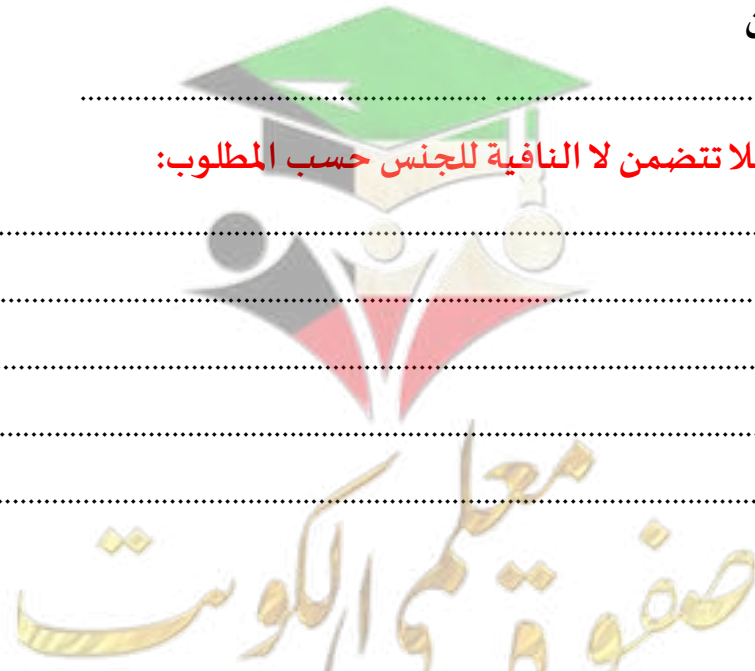 لا تتضمن لا النافية للجنس حسب المطلوب:
معلم
صفوة
الكويت